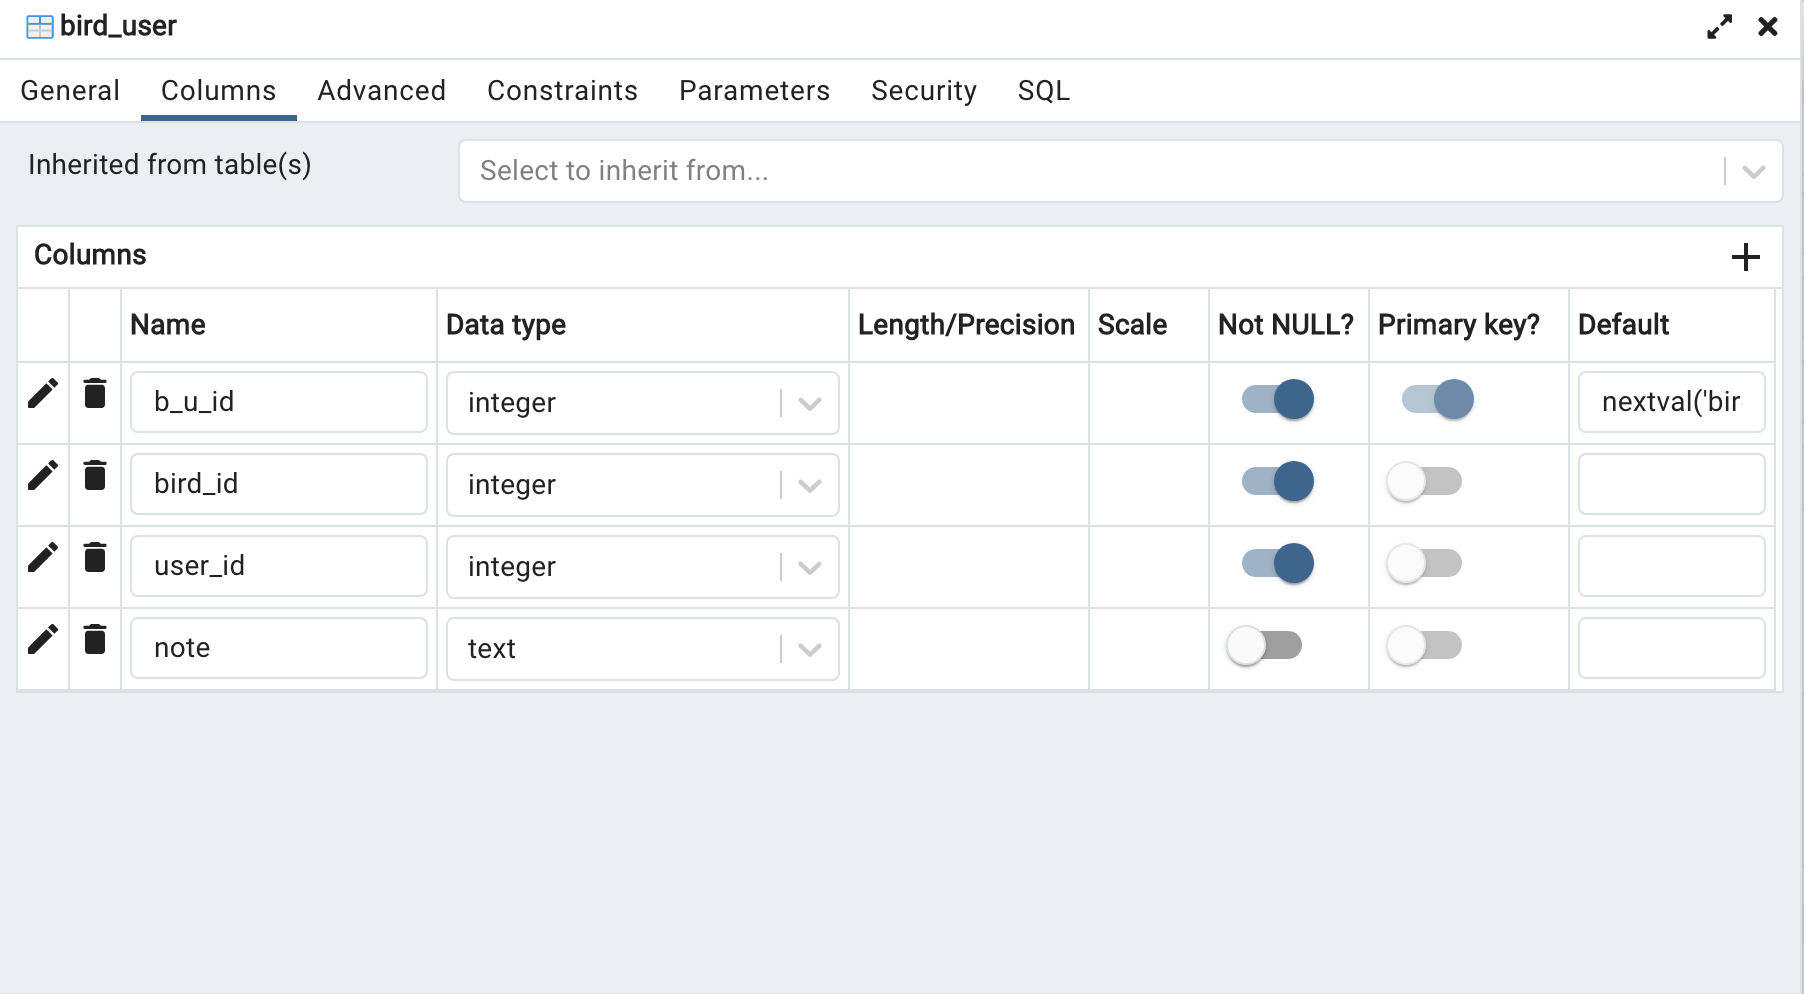 bird_user
General Columns Advanced Constraints Parameters Security SQL
Inherited from table(s) Select to inherit from...
Columns
Name Data type Length/Precision Scale Not NULL? Primary key? Default
b_u_id integer nextval('bir
bird_id integer
user_id integer
note text